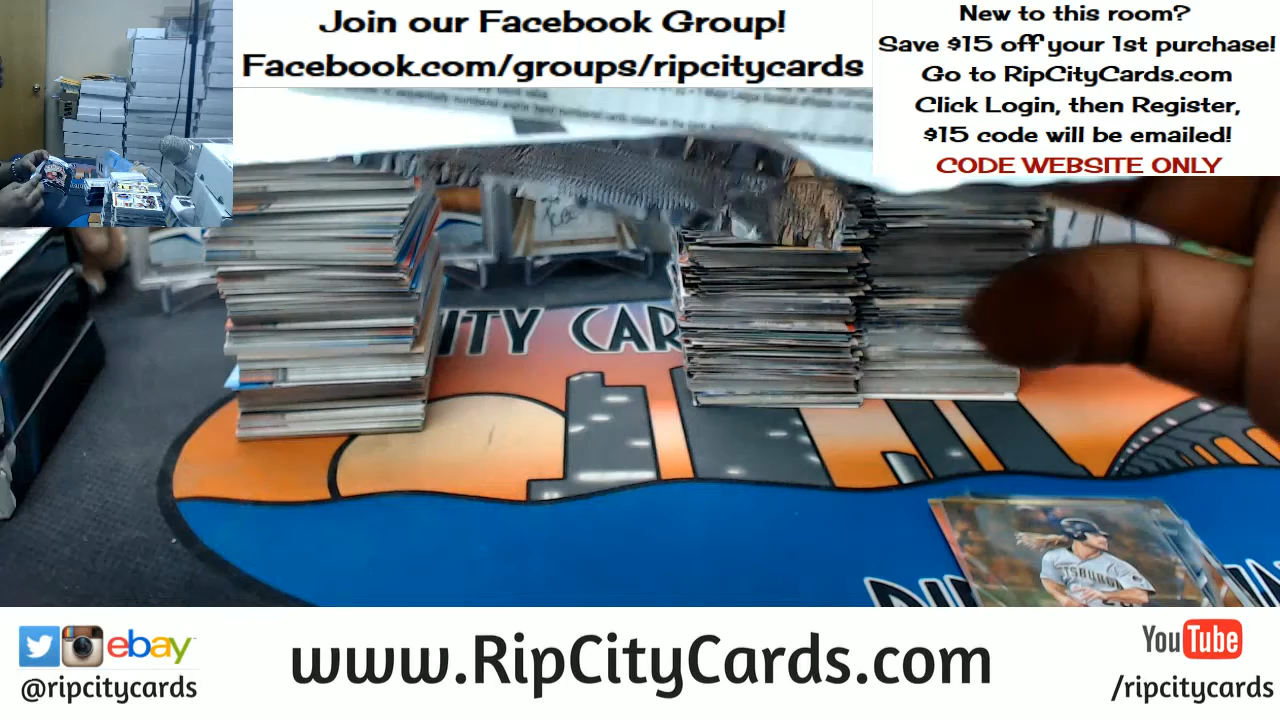 Join our Facebook Group!
Facebook.com/groups/ripcitycards
New to this room?
Save $15 off your 1st purchase!
Go to RipCityCards.com
Click Login, then Register,
$15 code will be emailed!
CODE WEBSITE ONLY
ITY CAR
TSBURG
ebay
@ripcitycards
www.RipCityCards.com
YouTube
/ripcitycards